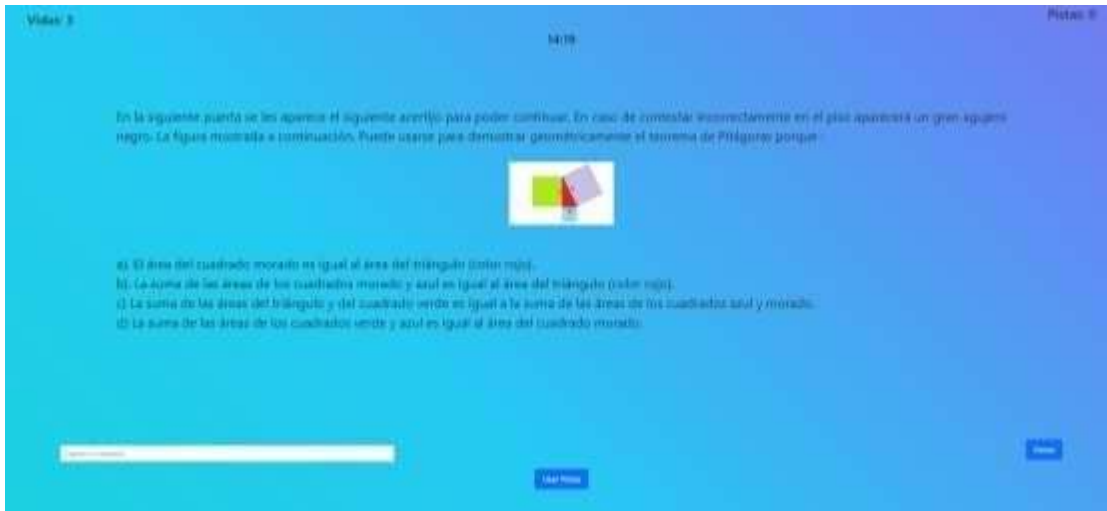 Vidas: 3
Pistas: 0
14:19
En la siguiente puerta se les aparece el siguiente acertijo para poder continuar. En caso de contestar incorrectamente en el piso aparecerá un gran agujero
negro. La figura mostrada a continuación. Puede usarse para demostrar geométricamente el teorema de Pitágoras porque:
a) El área del cuadrado morado es igual al área del triángulo (color rojo).
b) La suma de las áreas de los cuadrados morado y azul es igual al área del triángulo (color rojo).
c) La suma de las áreas del triángulo y del cuadrado verde es igual a la suma de las áreas de los cuadrados azul y morado.
d) La suma de las áreas de los cuadrados verde y azul es igual al área del cuadrado morado.
Usar Pistas